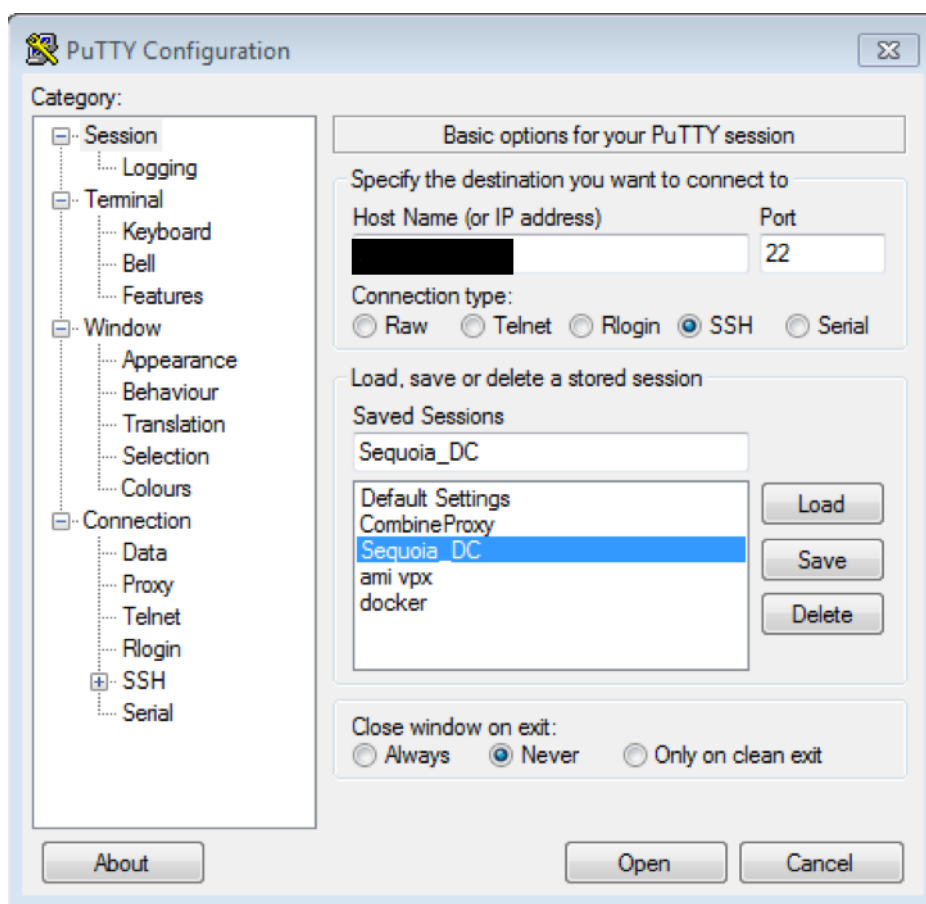 PuTTY Configuration
Category:
Session
Logging
Terminal
Keyboard
Bell
Features
Window
Appearance
Behaviour
Translation
Selection
Colours
Connection
Data
Proxy
Telnet
Rlogin
SSH
Serial
Basic options for your PuTTY session
Specify the destination you want to connect to
Host Name (or IP address) Port
22
Connection type:
Raw Telnet Rlogin SSH Serial
Load, save or delete a stored session
Saved Sessions
Sequoia_DC
Default Settings
CombineProxy
Sequoia_DC
ami vpx
docker
Load
Save
Delete
Close window on exit:
Always Never Only on clean exit
About Open Cancel